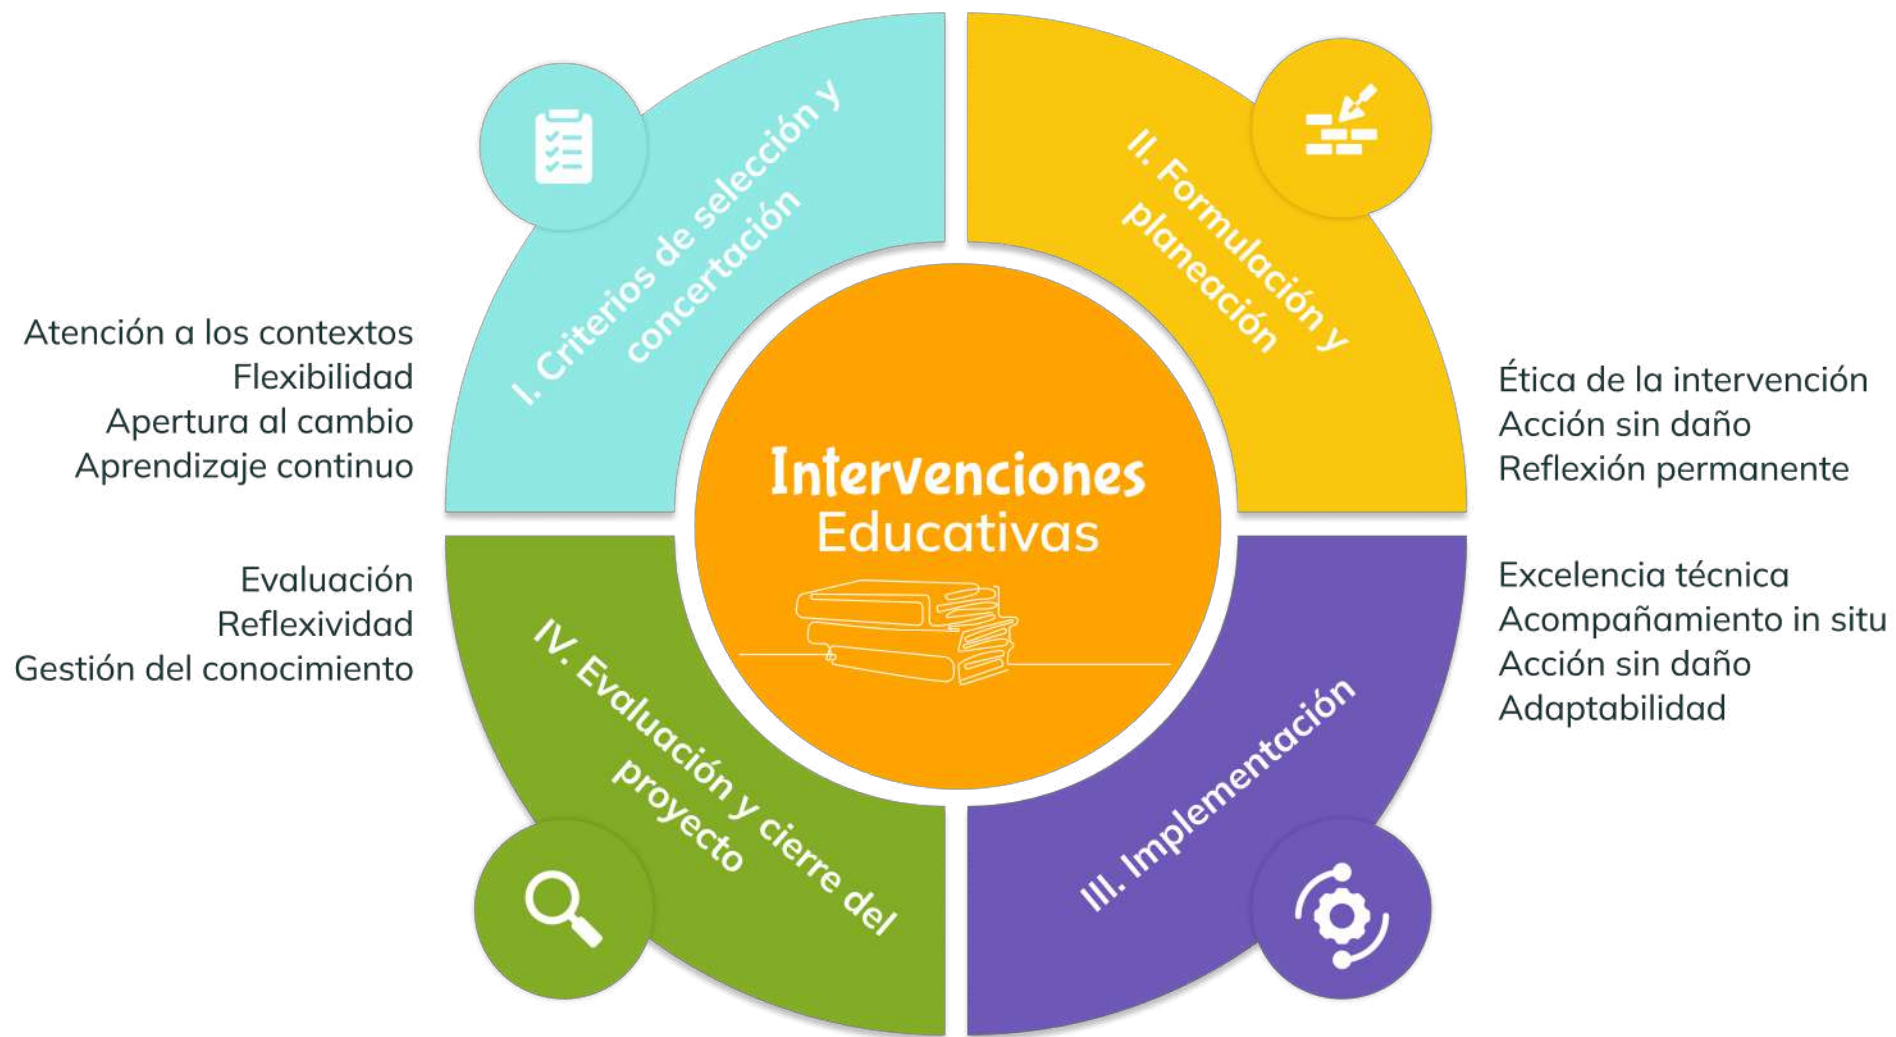 I. Criterios de selección y
concertación
Atención a los contextos
Flexibilidad
Apertura al cambio
Aprendizaje continuo
II. Formulación y
planeación
Ética de la intervención
Acción sin daño
Reflexión permanente
Intervenciones
Educativas
III. Implementación
Excelencia técnica
Acompañamiento in situ
Acción sin daño
Adaptabilidad
IV. Evaluación y cierre del
proyecto
Evaluación
Reflexividad
Gestión del conocimiento